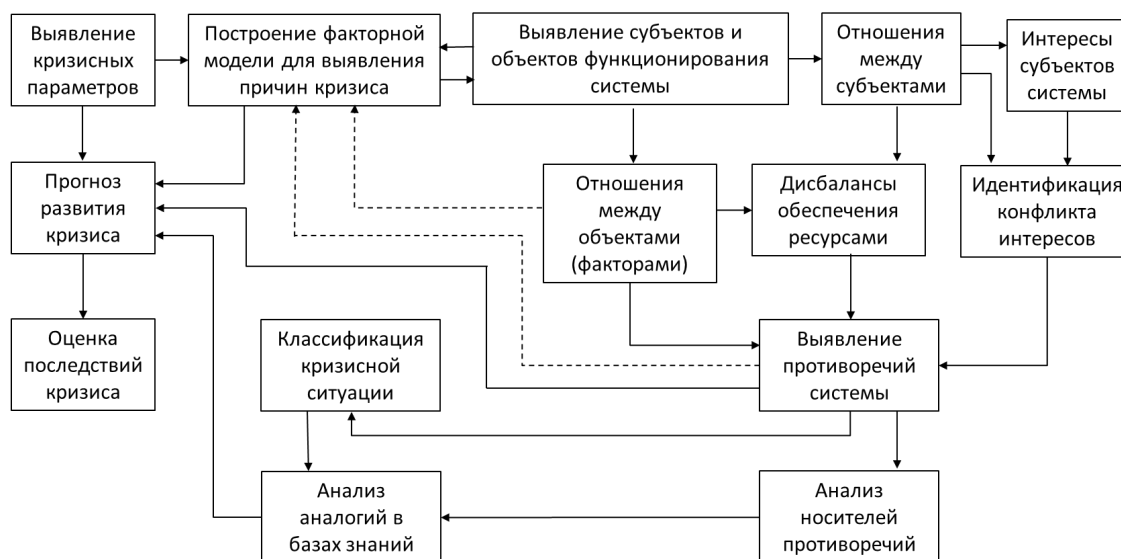 Выявление
кризисных
параметров
Построение факторной
модели для выявления
причин кризиса
Выявление субъектов и
объектов функционирования
системы
Отношения
между
субъектами
Интересы
субъектов
системы
Прогноз
развития
кризиса
Отношения
между
объектами
(факторами)
Дисбалансы
обеспечения
ресурсами
Идентификация
конфликта
интересов
Оценка
последствий
кризиса
Классификация
кризисной
ситуации
Выявление
противоречий
системы
Анализ
аналогий в
базах знаний
Анализ
носителей
противоречий